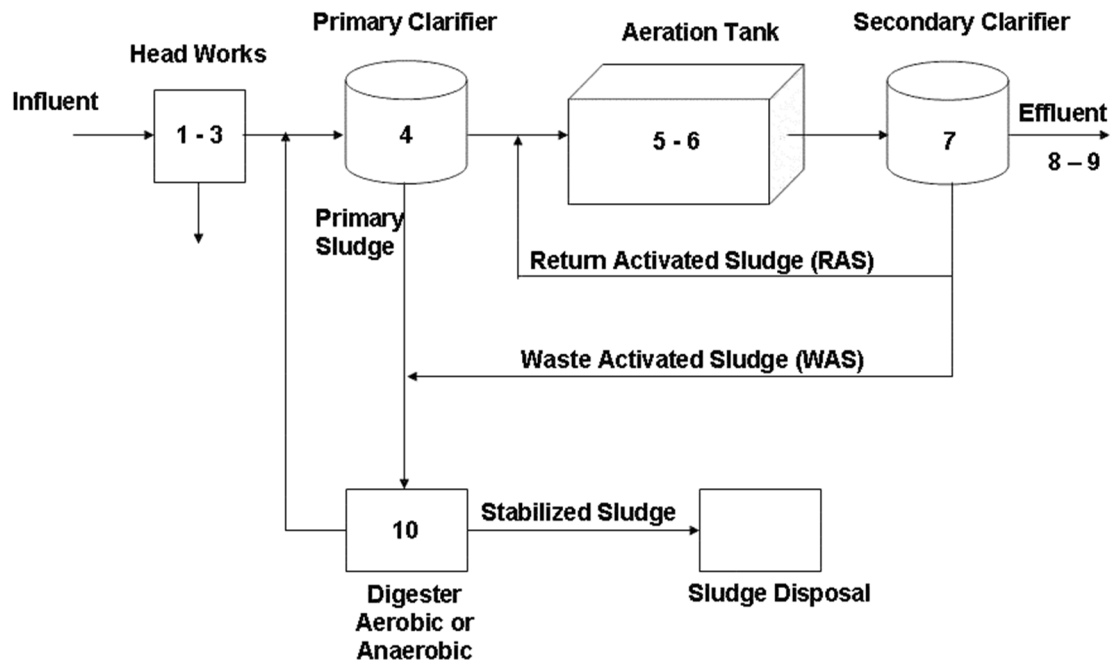 Primary Clarifier
Aeration Tank
Secondary Clarifier
Head Works
Influent
1 - 3
4
5 - 6
7
Effluent
8 – 9
Primary
Sludge
Return Activated Sludge (RAS)
Waste Activated Sludge (WAS)
10
Stabilized Sludge
Digester
Aerobic or
Anaerobic
Sludge Disposal